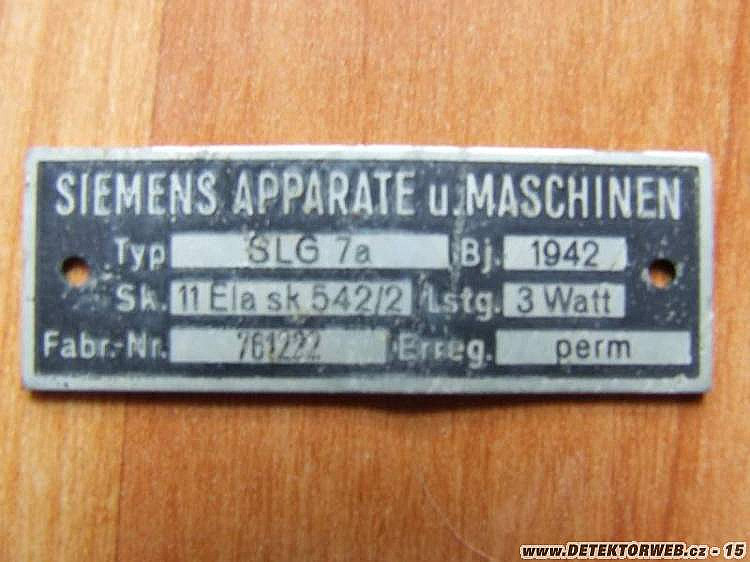 SIEMENS APPARATE u. MASCHINEN
Typ SLG 7a Bj. 1942
Sk. 11 Ela sk 542/2 Lstg. 3 Watt
Fabr.-Nr. 761222 Erreg. perm
www.DETEKTORWEB.cz - 15